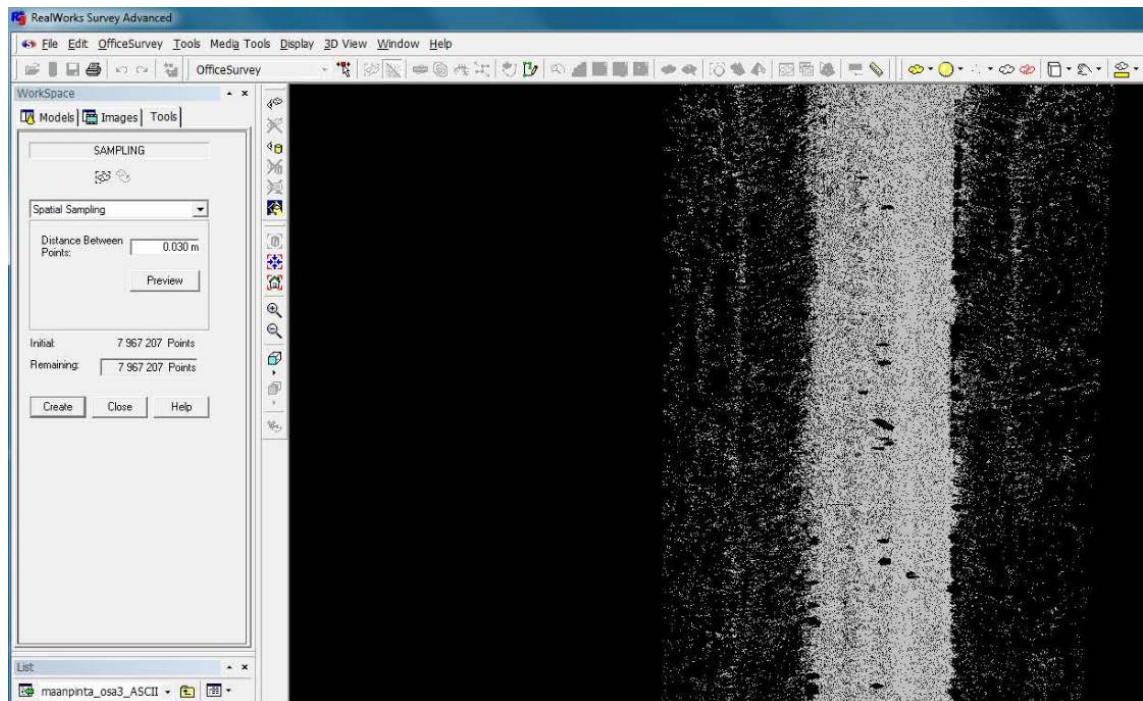 RealWorks Survey Advanced
File Edit OfficeSurvey Tools Media Tools Display 3D View Window Help
OfficeSurvey
WorkSpace
Models Images Tools
SAMPLING
Spatial Sampling
Distance Between
Points: 0.030 m
Preview
Initial: 7 967 207 Points
Remaining: 7 967 207 Points
Create Close Help
List
maanpinta_osa3_ASCII